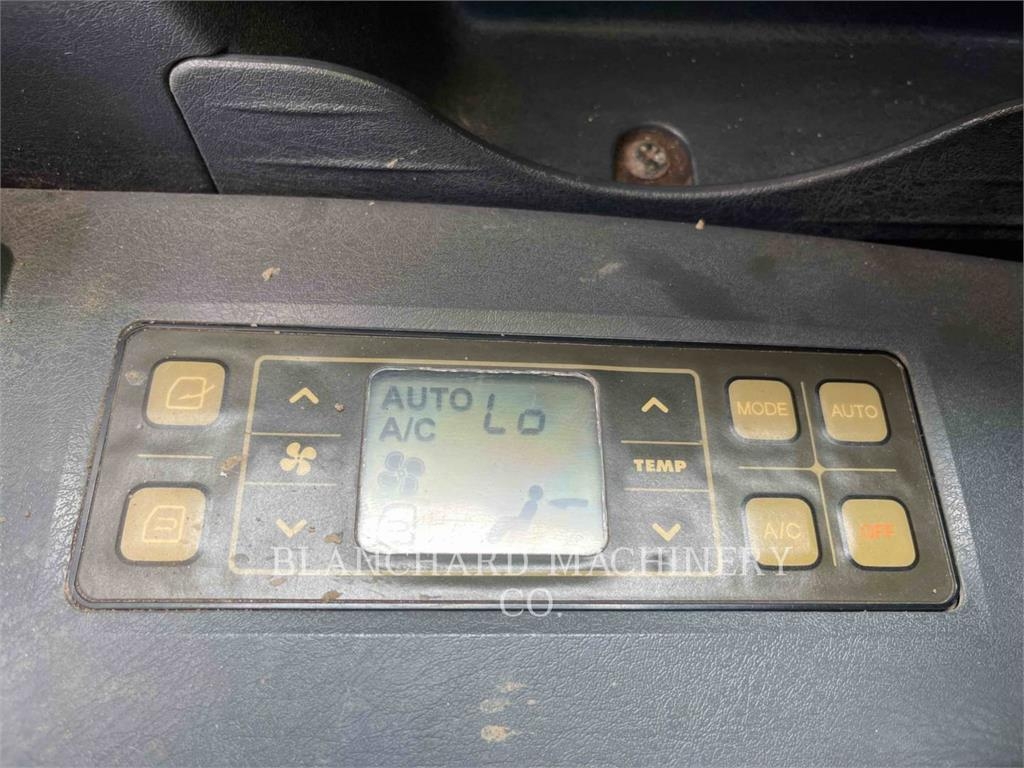 AUTO Lo
A/C
TEMP
MODE
AUTO
A/C
OFF
BLANCHARD MACHINERY
CO.